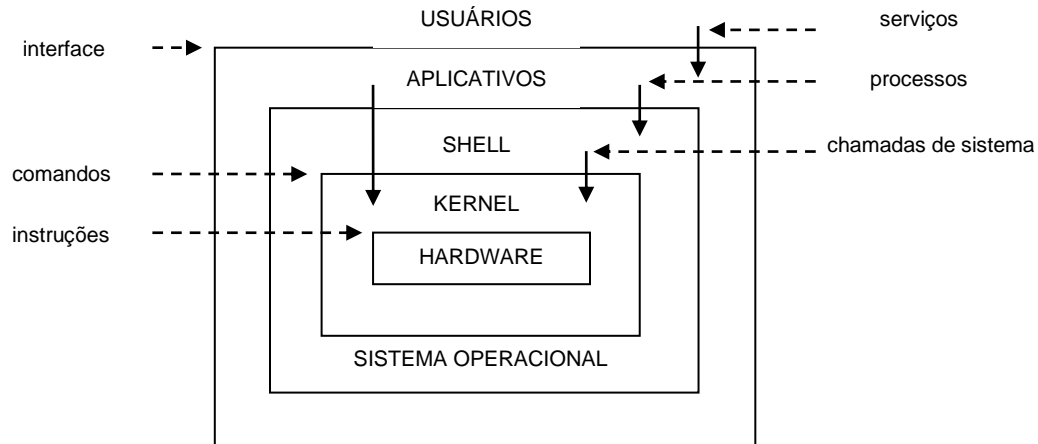 USUÁRIOS
serviços
interface
APLICATIVOS
processos
SHELL
chamadas de sistema
comandos
KERNEL
instruções
HARDWARE
SISTEMA OPERACIONAL